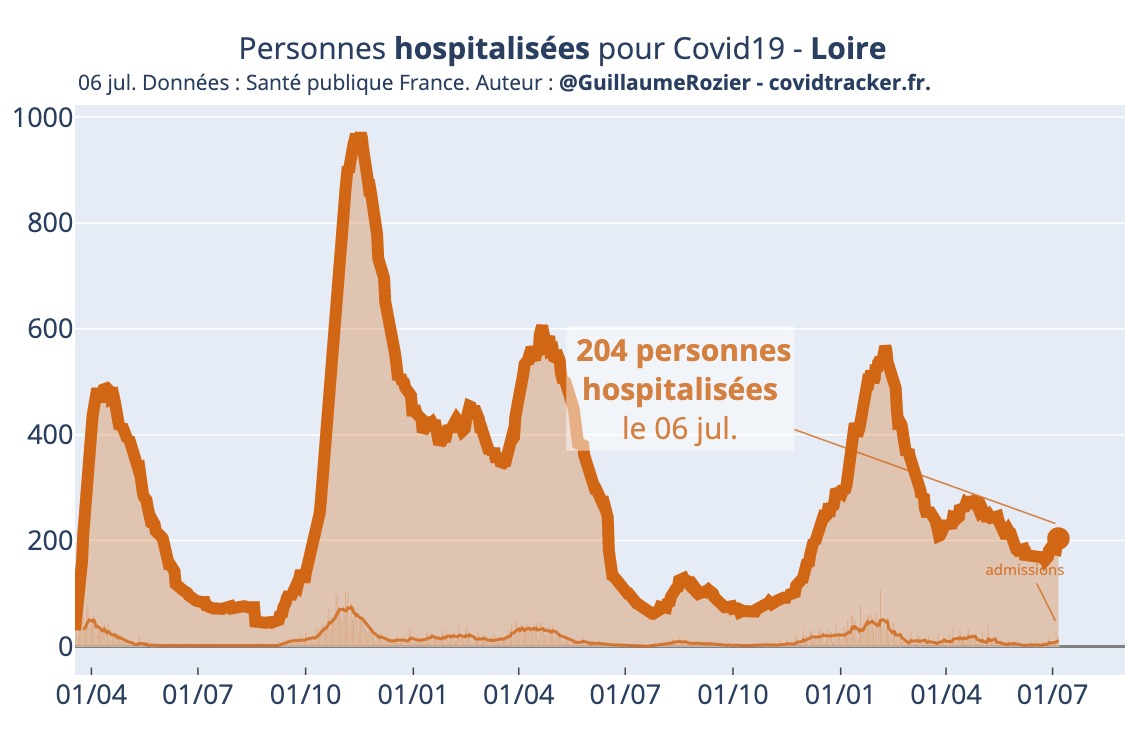 Personnes hospitalisées pour Covid19 - Loire
06 jul. Données : Santé publique France. Auteur : @GuillaumeRozier - covidtracker.fr.
1000
800
600
400
200
0
204 personnes
hospitalisées
le 06 jul.
admissions
01/04 01/07 01/10 01/01 01/04 01/07 01/10 01/01 01/04 01/07